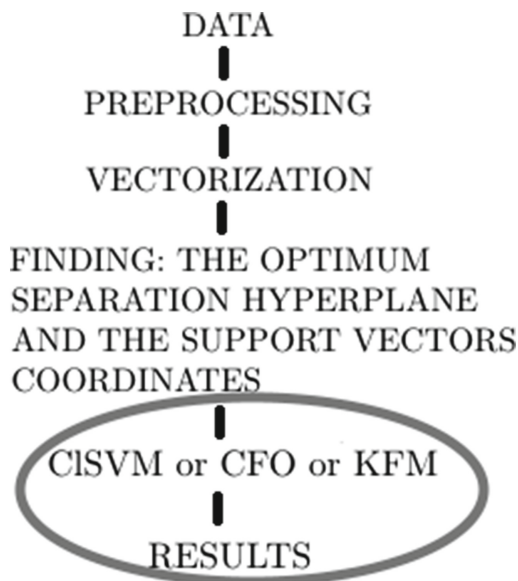 DATA
PREPROCESSING
VECTORIZATION
FINDING: THE OPTIMUM
SEPARATION HYPERPLANE
AND THE SUPPORT VECTORS
COORDINATES
ClSVM or CFO or KFM
RESULTS